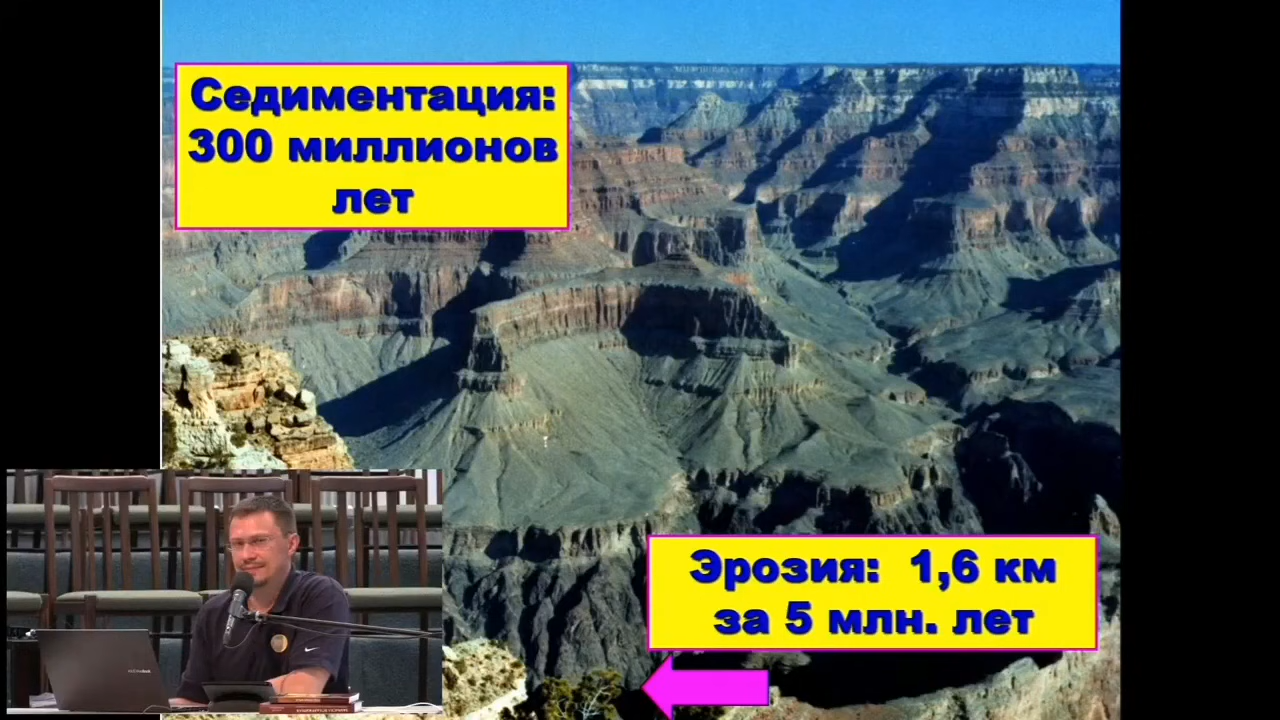 Седиментация:
300 миллионов
лет
Эрозия: 1,6 км
за 5 млн. лет